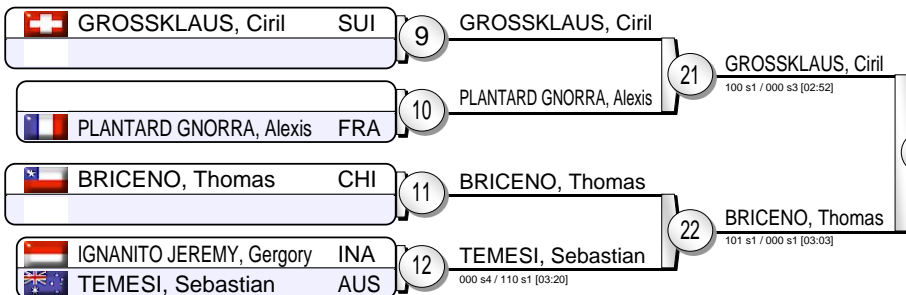 GROSSKLAUS, Ciril SUI
9
GROSSKLAUS, Ciril
PLANTARD GNORRA, Alexis FRA
10
PLANTARD GNORRA, Alexis
21
GROSSKLAUS, Ciril
100 s1 / 000 s3 [02:52]
BRICENO, Thomas CHI
11
BRICENO, Thomas
IGNANITO JEREMY, Gergory INA
TEMESI, Sebastian AUS
12
TEMESI, Sebastian
000 s4 / 110 s1 [03:20]
22
BRICENO, Thomas
101 s1 / 000 s1 [03:03]